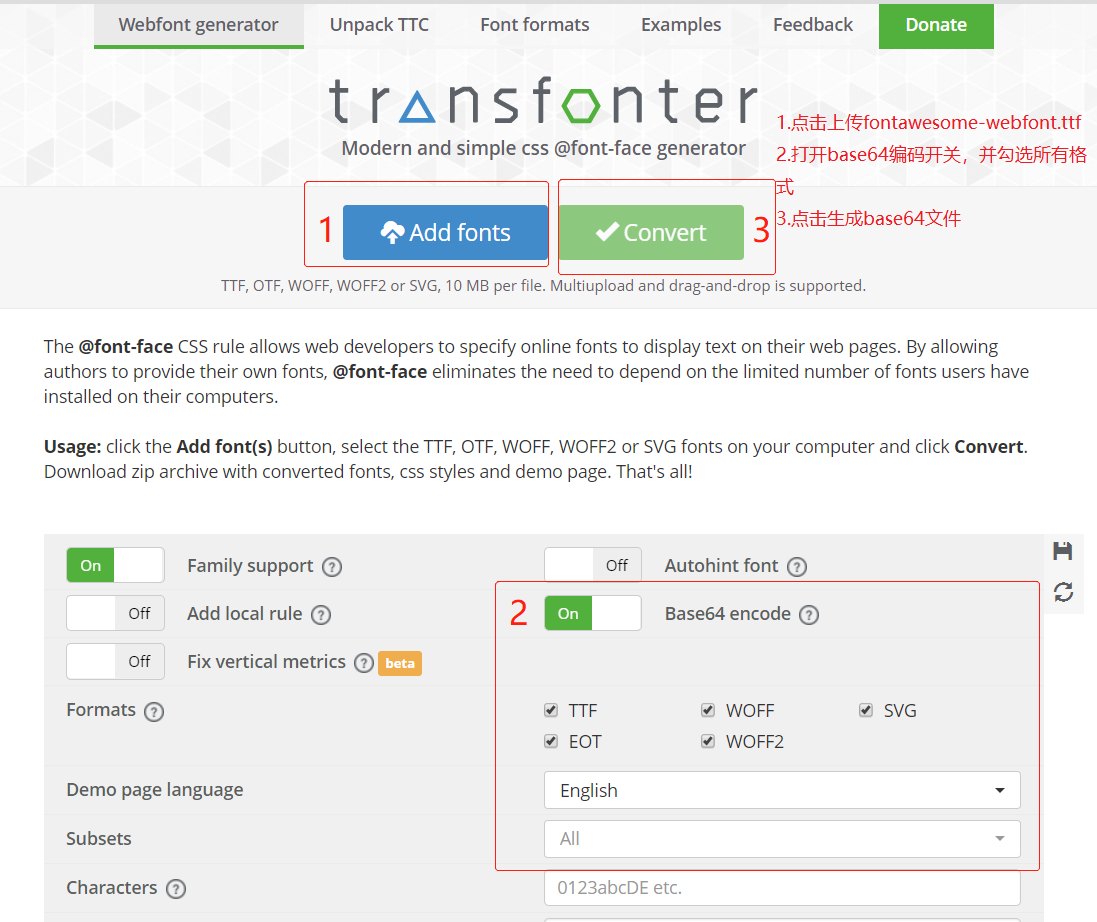 Webfont generator Unpack TTC Font formats Examples Feedback Donate
transfonter
Modern and simple css @font-face generator
1.点击上传fontawesome-webfont.ttf
2.打开base64编码开关，并勾选所有格
式
3.点击生成base64文件
1 Add fonts Convert 3
TTF, OTF, WOFF, WOFF2 or SVG, 10 MB per file. Multiupload and drag-and-drop is supported.
The @font-face CSS rule allows web developers to specify online fonts to display text on their web pages. By allowing
authors to provide their own fonts, @font-face eliminates the need to depend on the limited number of fonts users have
installed on their computers.
Usage: click the Add font(s) button, select the TTF, OTF, WOFF, WOFF2 or SVG fonts on your computer and click Convert.
Download zip archive with converted fonts, css styles and demo page. That's all!
On Family support ? Off Autohint font ?
Off Add local rule ? 2 On Base64 encode ?
Off Fix vertical metrics ? beta
Formats ? TTF WOFF SVG
EOT WOFF2
Demo page language English
Subsets All
Characters ? 0123abcDE etc.